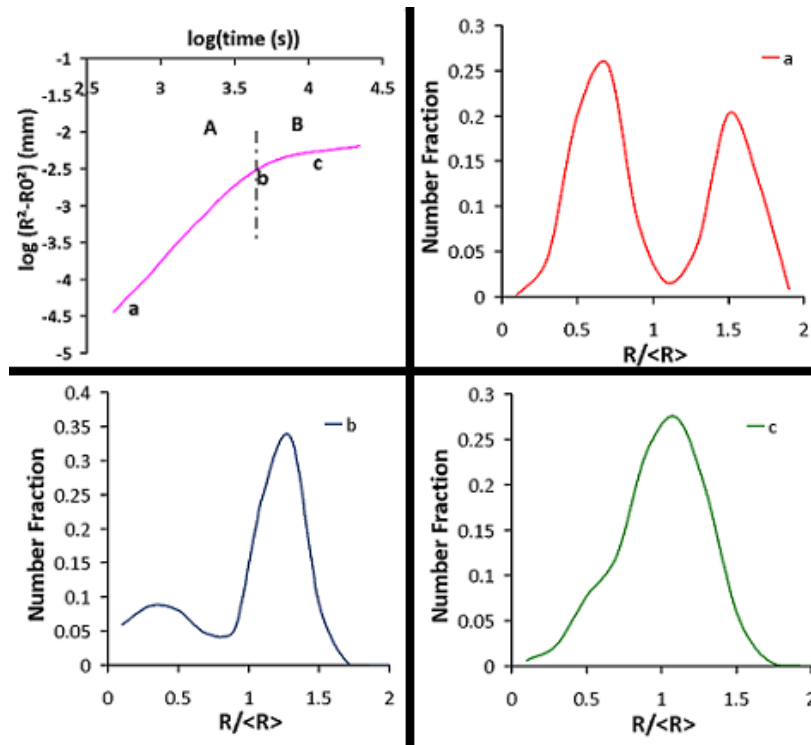 log(time (s))
-1
2.5 3 3.5 4 4.5
-1.5
A B
-2
-2.5
b c
-3
-3.5
-4
a
-4.5
-5
log (R²-R0²) (mm)
0.3
a
0.25
0.2
0.15
0.1
0.05
0
0 0.5 1 1.5 2
Number Fraction
R/<R>
0.4
b
0.35
0.3
0.25
0.2
0.15
0.1
0.05
0
0 0.5 1 1.5 2
Number Fraction
R/<R>
0.3
c
0.25
0.2
0.15
0.1
0.05
0
0 0.5 1 1.5 2
Number Fraction
R/<R>